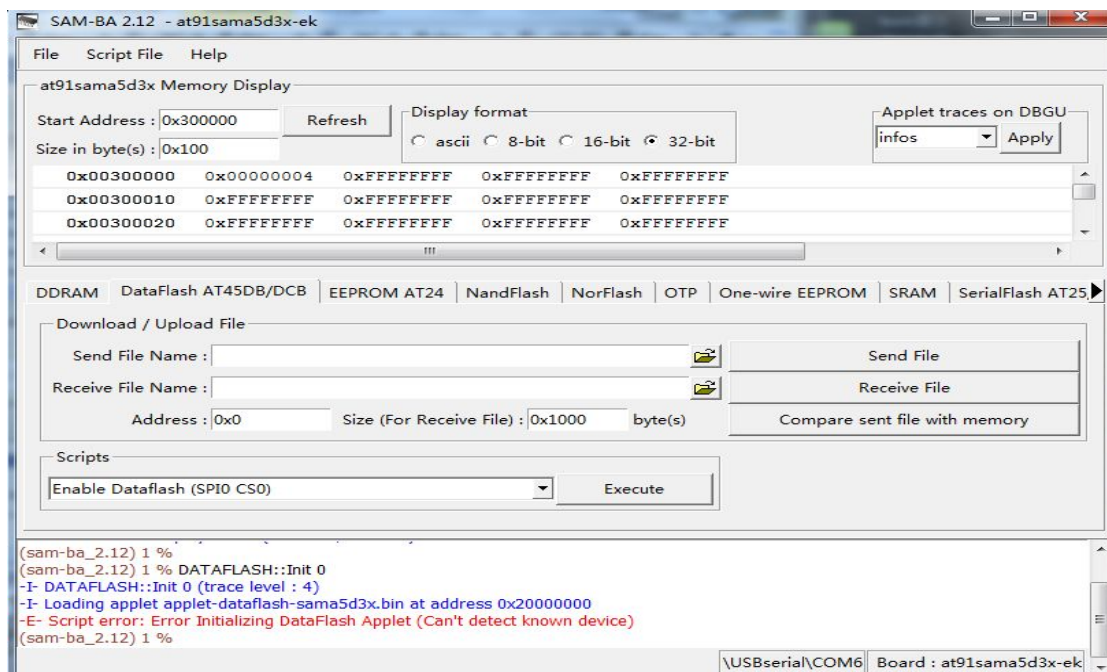 SAM-BA 2.12 - at91sama5d3x-ek
File Script File Help
at91sama5d3x Memory Display
Start Address : 0x300000 Refresh
Size in byte(s) : 0x100
Display format
ascii 8-bit 16-bit 32-bit
Applet traces on DBGU
infos Apply
0x00300000 0x00000004 0xFFFFFFFF 0xFFFFFFFF 0xFFFFFFFF
0x00300010 0xFFFFFFFF 0xFFFFFFFF 0xFFFFFFFF 0xFFFFFFFF
0x00300020 0xFFFFFFFF 0xFFFFFFFF 0xFFFFFFFF 0xFFFFFFFF
DDRAM DataFlash AT45DB/DCB EEPROM AT24 NandFlash NorFlash OTP One-wire EEPROM SRAM SerialFlash AT25
Download / Upload File
Send File Name : Send File
Receive File Name : Receive File
Address : 0x0 Size (For Receive File) : 0x1000 byte(s) Compare sent file with memory
Scripts
Enable Dataflash (SPI0 CS0) Execute
(sam-ba_2.12) 1 %
(sam-ba_2.12) 1 % DATAFLASH::Init 0
-I- DATAFLASH::Init 0 (trace level : 4)
-I- Loading applet applet-dataflash-sama5d3x.bin at address 0x20000000
-E- Script error: Error Initializing DataFlash Applet (Can't detect known device)
(sam-ba_2.12) 1 %
\USBserial\COM6 Board : at91sama5d3x-ek